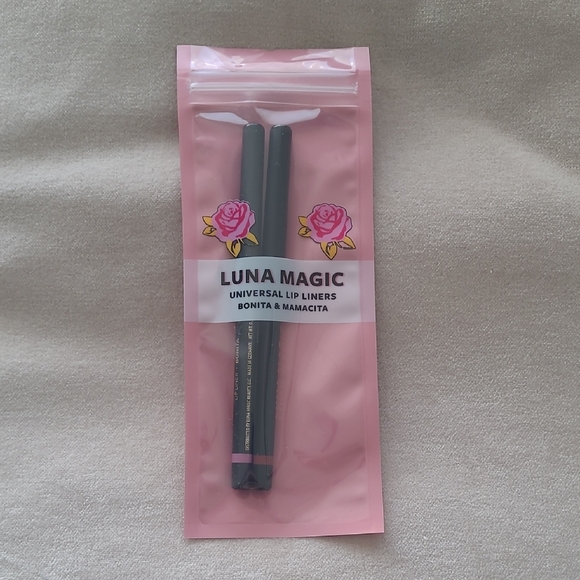 LUNA MAGIC
UNIVERSAL LIP LINERS
BONITA & MAMACITA